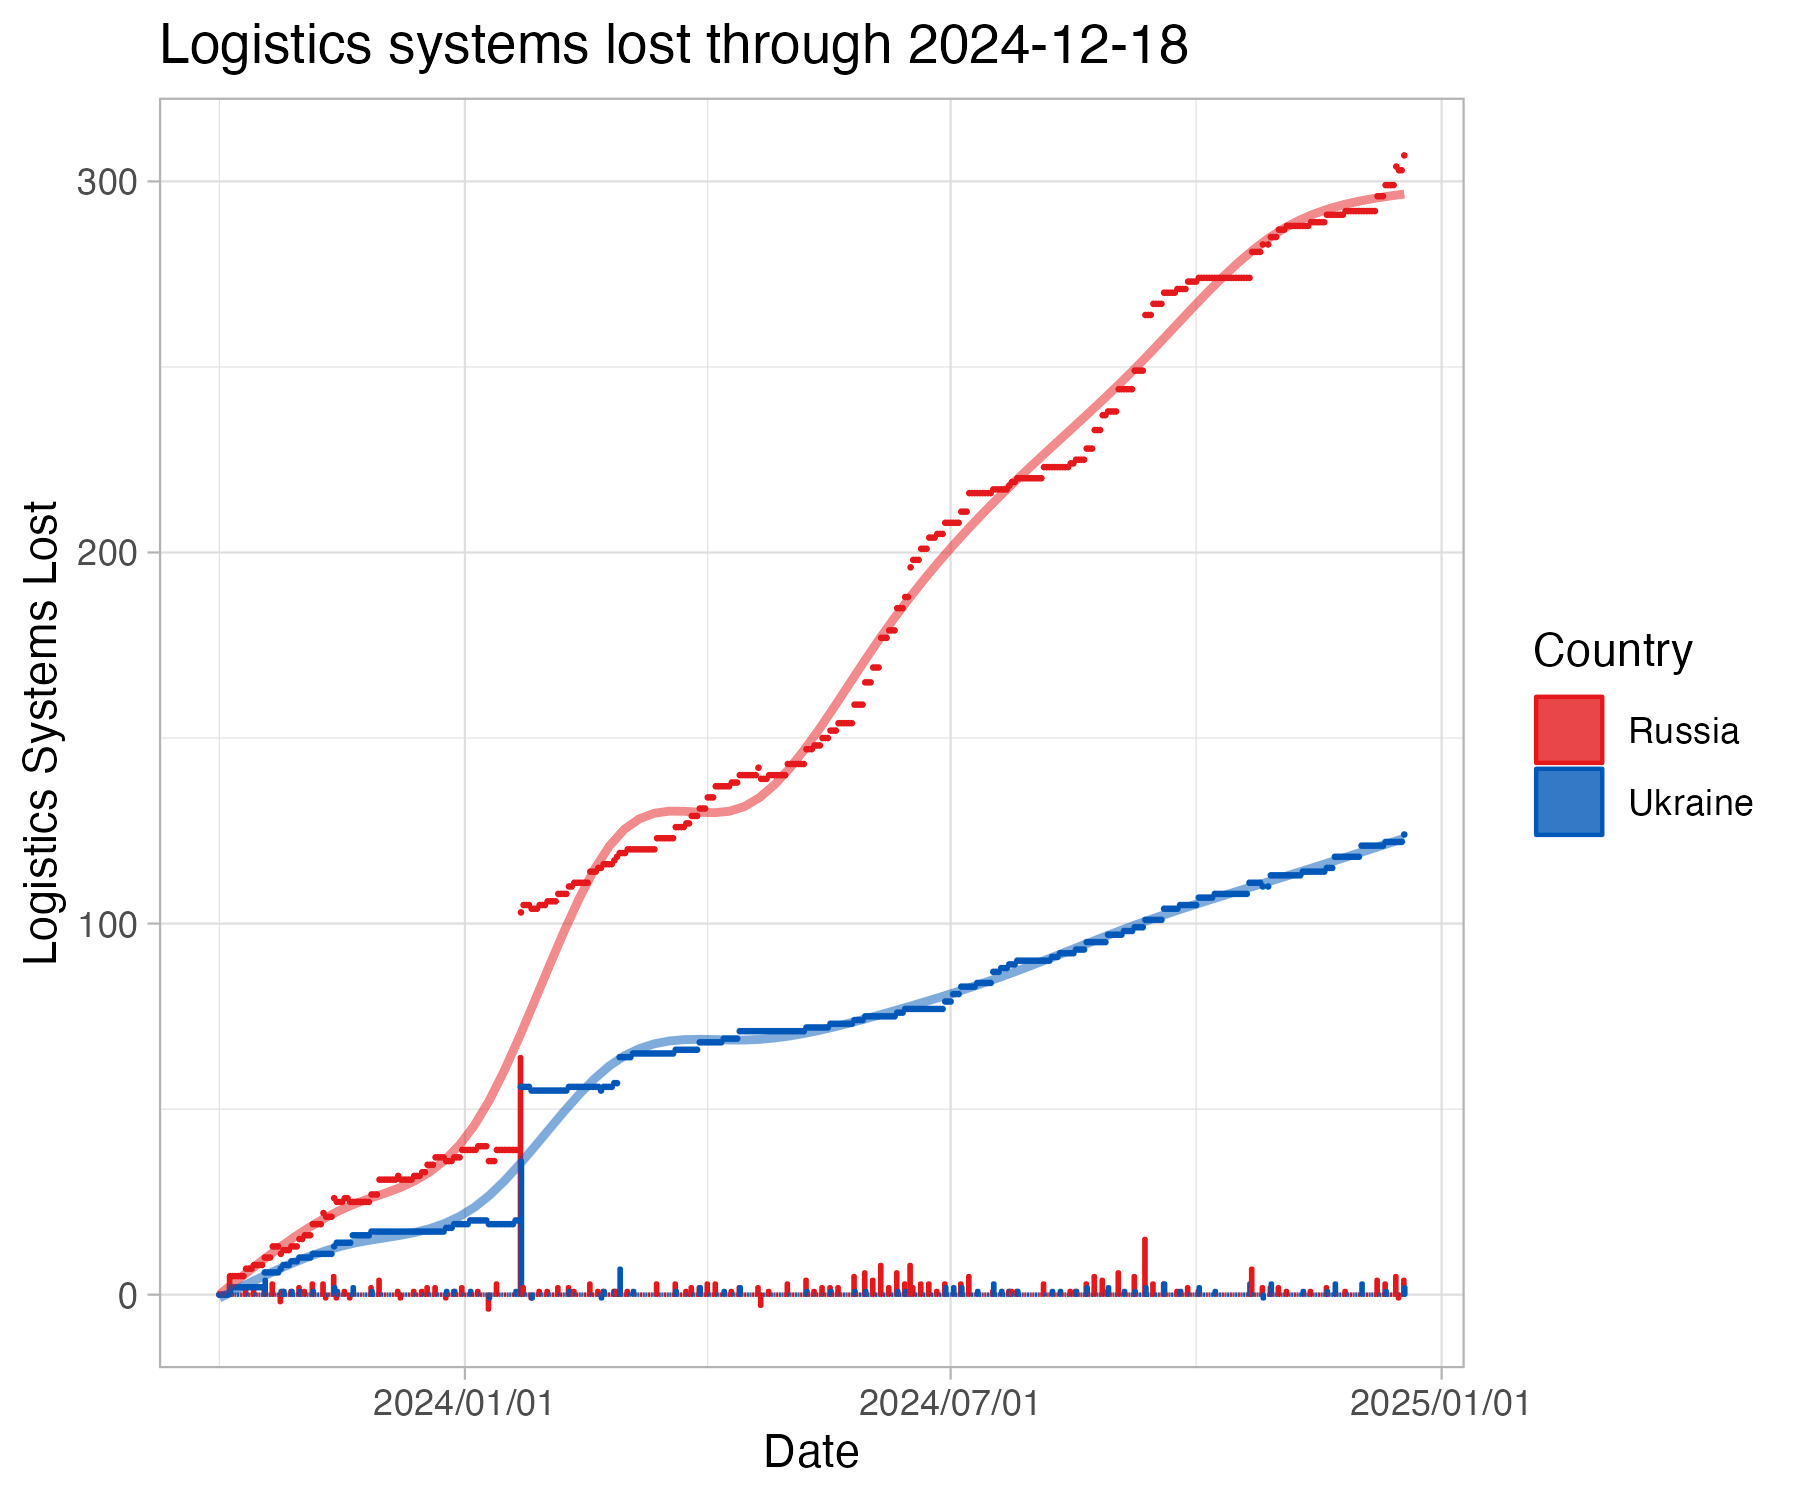 Logistics systems lost through 2024-12-18
Logistics Systems Lost
300
200
100
0
2024/01/01
2024/07/01
2025/01/01
Date
Country
Russia
Ukraine